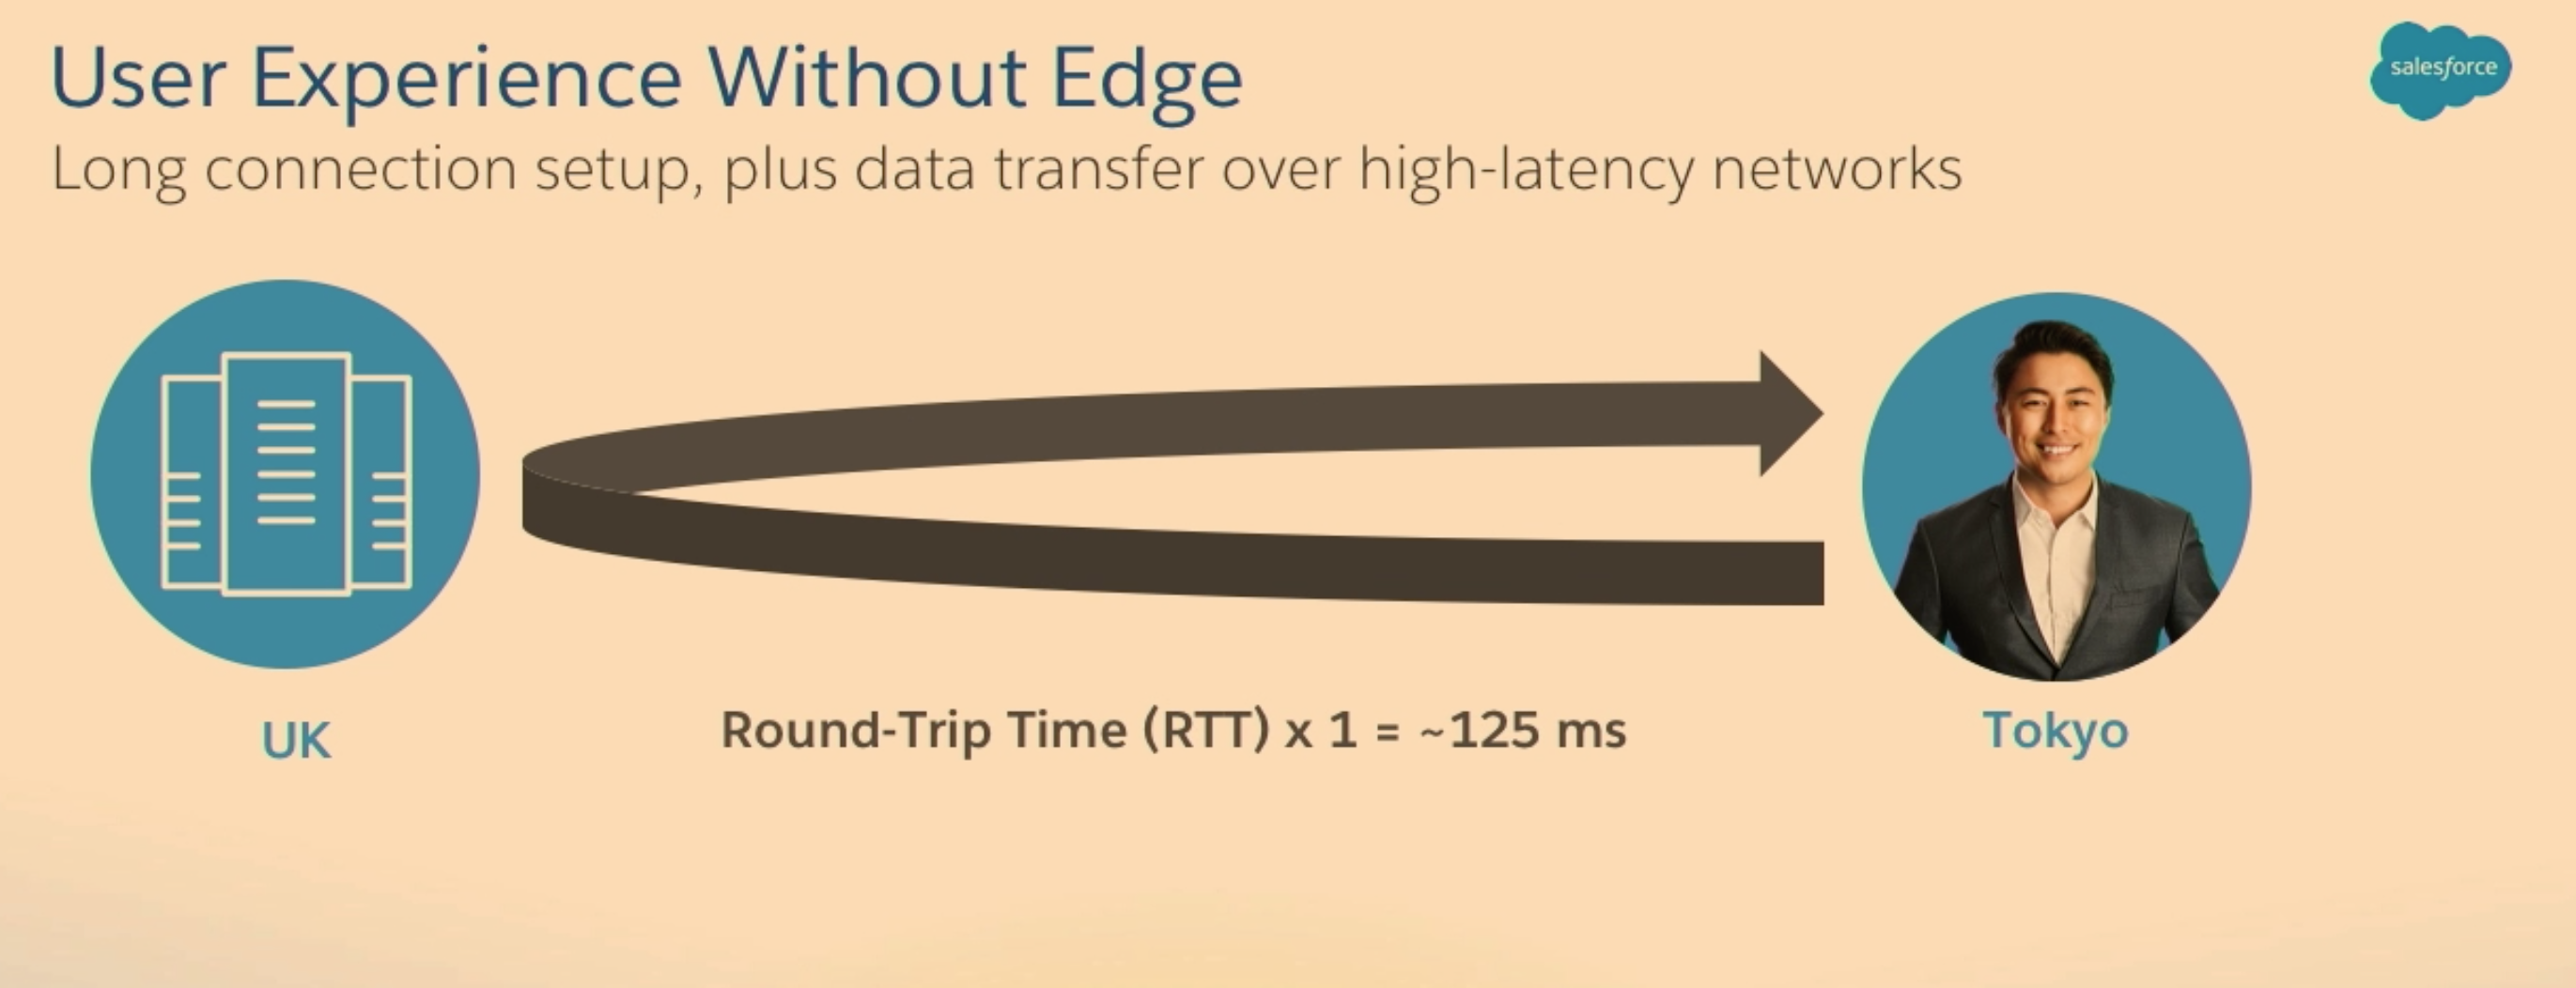 User Experience Without Edge
salesforce
Long connection setup, plus data transfer over high-latency networks
UK
Round-Trip Time (RTT) x 1 = ~125 ms
Tokyo